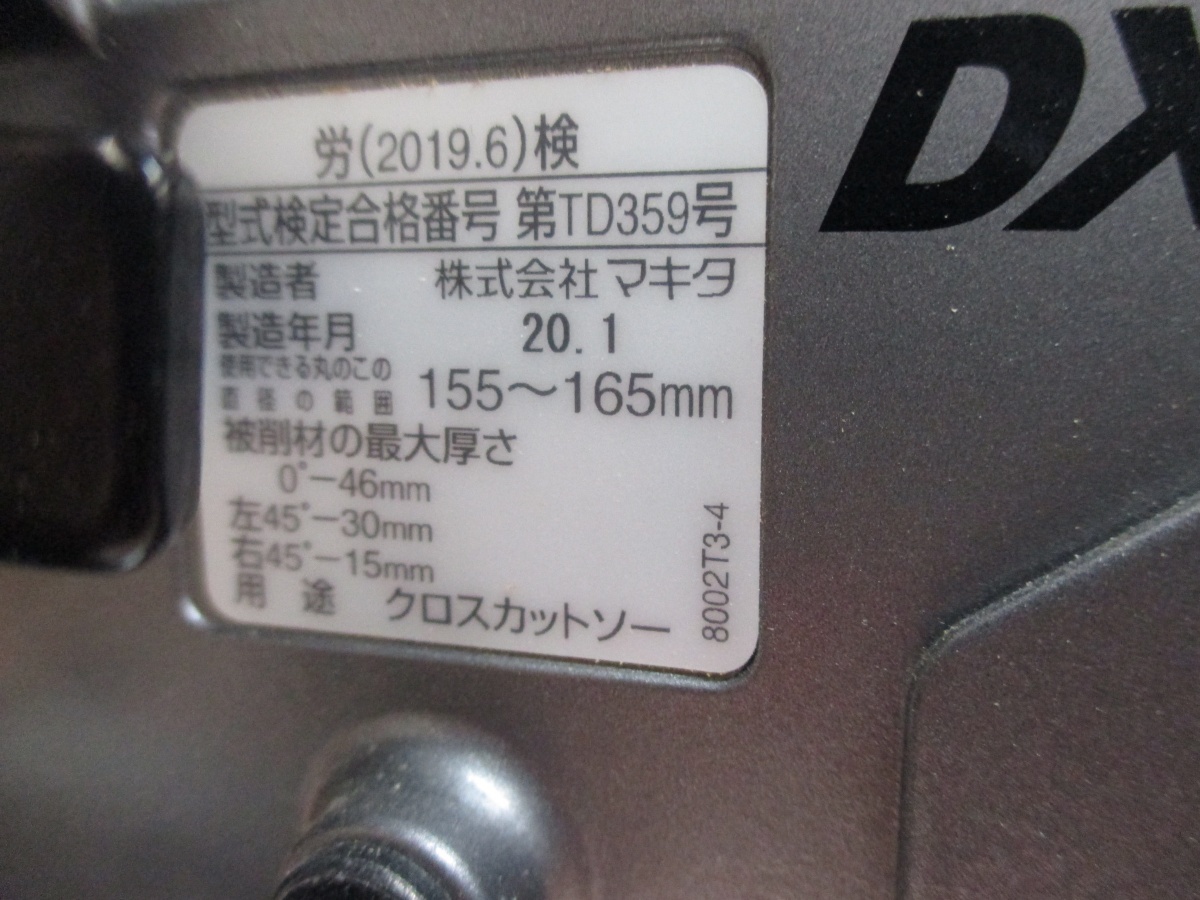 労(2019.6)検
型式検定合格番号 第TD359号
製造者 株式会社マキタ
製造年月 20. 1
使用できる丸のこの
直径の範囲 155~165mm
被削材の最大厚さ
0°-46mm
左45°-30mm
右45°-15mm
用途 クロスカットソー
8002T3-4
DX